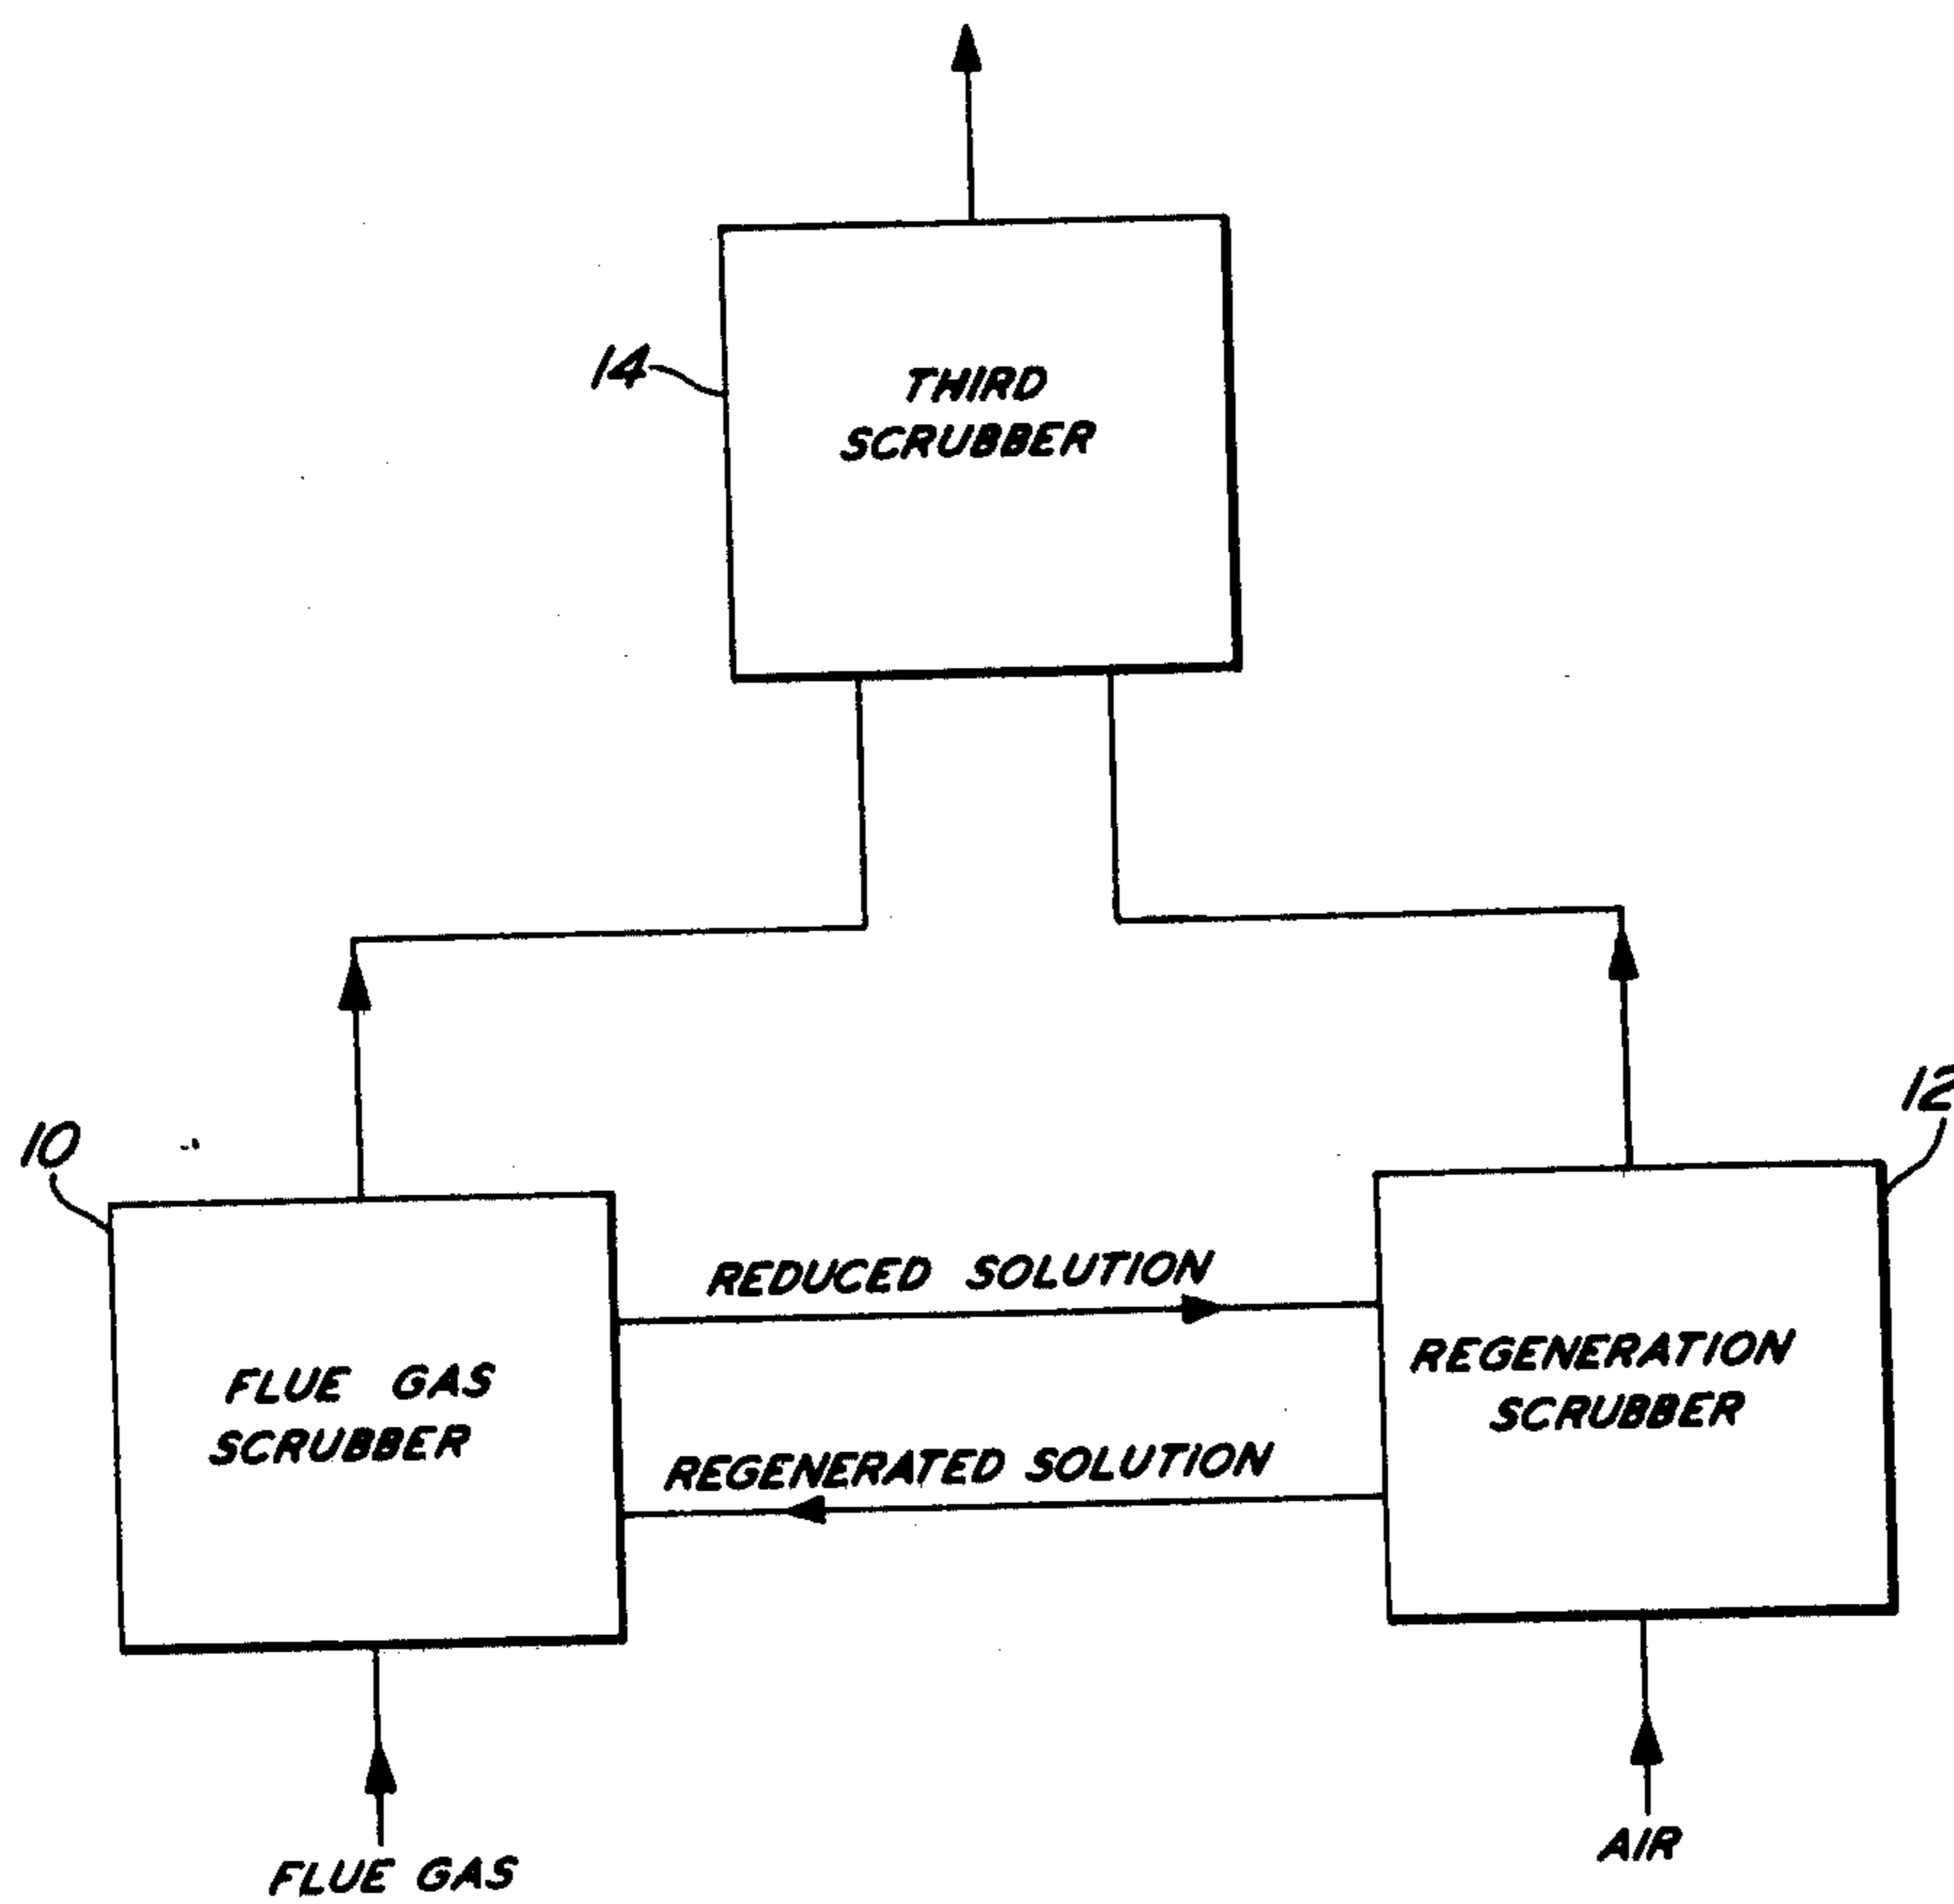 14
THIRD
SCRUBBER
12
10
REDUCED SOLUTION
REGENERATION
SCRUBBER
FLUE GAS
SCRUBBER
REGENERATED SOLUTION
AIR
FLUE GAS